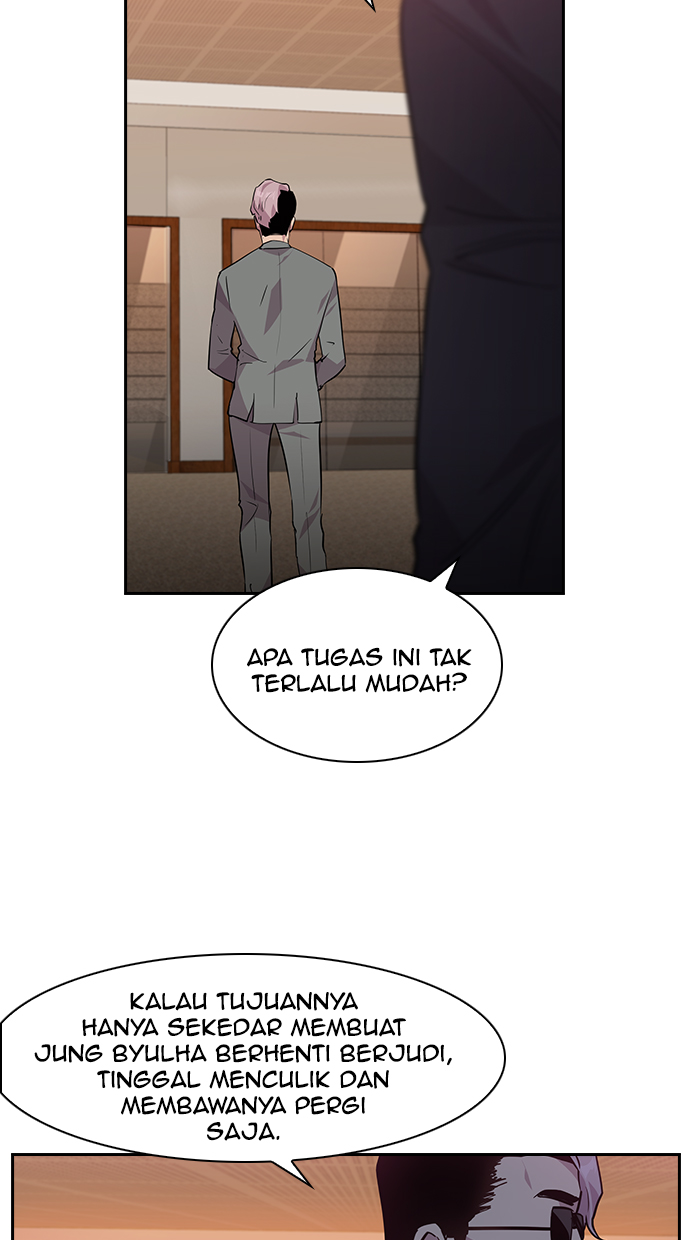 APA TUGAS INI TAK
TERLALU MUDAH?
KALAU TUJUANNYA
HANYA SEKEDAR MEMBUAT
JUNG BYULHA BERHENTI BERJUDI,
TINGGAL MENCULIK DAN
MEMBAWANYA PERGI
SAJA.